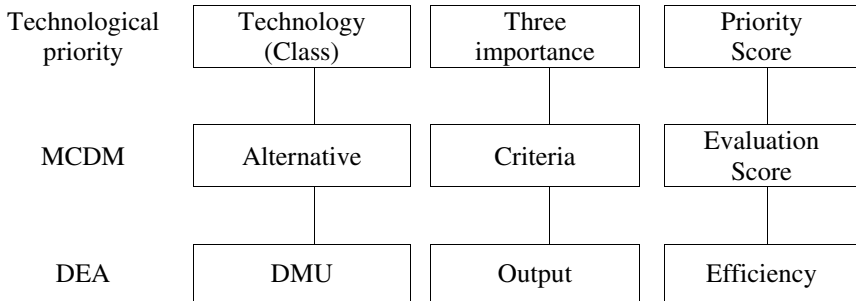 Technological
priority
Technology
(Class)
Three
importance
Priority
Score
MCDM
Alternative
Criteria
Evaluation
Score
DEA
DMU
Output
Efficiency